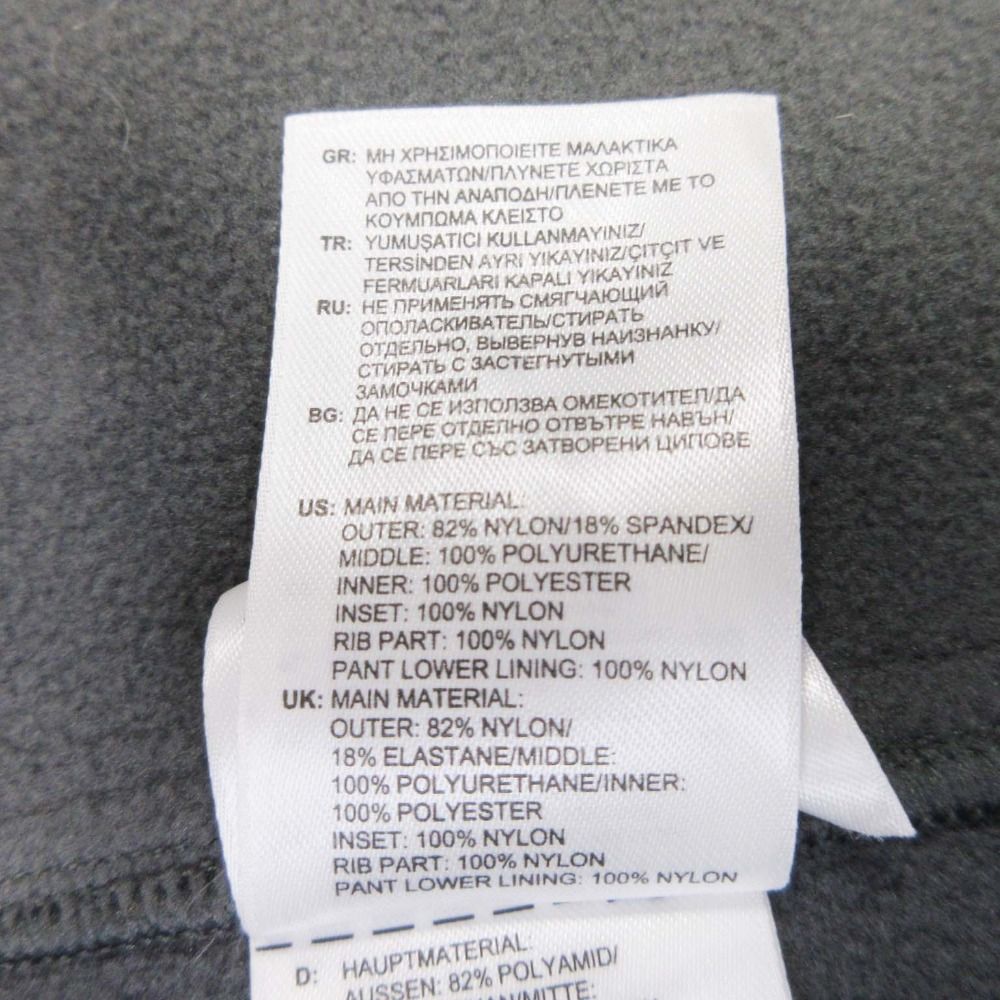 GR: ΜΗ ΧΡΗΣΙΜΟΠΟΙΕΙΤΕ ΜΑΛΑΚΤΙΚΑ
ΥΦΑΣΜΑΤΩΝ/ΠΛΥΝΕΤΕ ΧΩΡΙΣΤΑ
ΑΠΟ ΤΗΝ ΑΝΑΠΟΔΗ/ΠΛΕΝΕΤΕ ΜΕ ΤΟ
ΚΟΥΜΠΩΜΑ ΚΛΕΙΣΤΟ
TR: YUMUŞATICI KULLANMAYINIZ/
TERSİNDEN AYRI YIKAYINIZ/ÇITÇIT VE
FERMUARLARI KAPALI YIKAYINIZ
RU: НЕ ПРИМЕНЯТЬ СМЯГЧАЮЩИЙ
ОПОЛАСКИВАТЕЛЬ/СТИРАТЬ
ОТДЕЛЬНО, ВЫВЕРНУВ НАИЗНАНКУ/
СТИРАТЬ С ЗАСТЕГНУТЫМИ
ЗАМОЧКАМИ
BG: ДА НЕ СЕ ИЗПОЛЗВА ОМЕКОТИТЕЛ/ДА
СЕ ПЕРЕ ОТДЕЛНО ОТВЪТРЕ НАВЪН/
ДА СЕ ПЕРЕ СЪС ЗАТВОРЕНИ ЦИПОВЕ
US: MAIN MATERIAL:
OUTER: 82% NYLON/18% SPANDEX/
MIDDLE: 100% POLYURETHANE/
INNER: 100% POLYESTER
INSET: 100% NYLON
RIB PART: 100% NYLON
PANT LOWER LINING: 100% NYLON
UK: MAIN MATERIAL:
OUTER: 82% NYLON/
18% ELASTANE/MIDDLE:
100% POLYURETHANE/INNER:
100% POLYESTER
INSET: 100% NYLON
RIB PART: 100% NYLON
PANT LOWER LINING: 100% NYLON
D: HAUPTMATERIAL:
AUSSEN: 82% POLYAMID/
/MITTE: